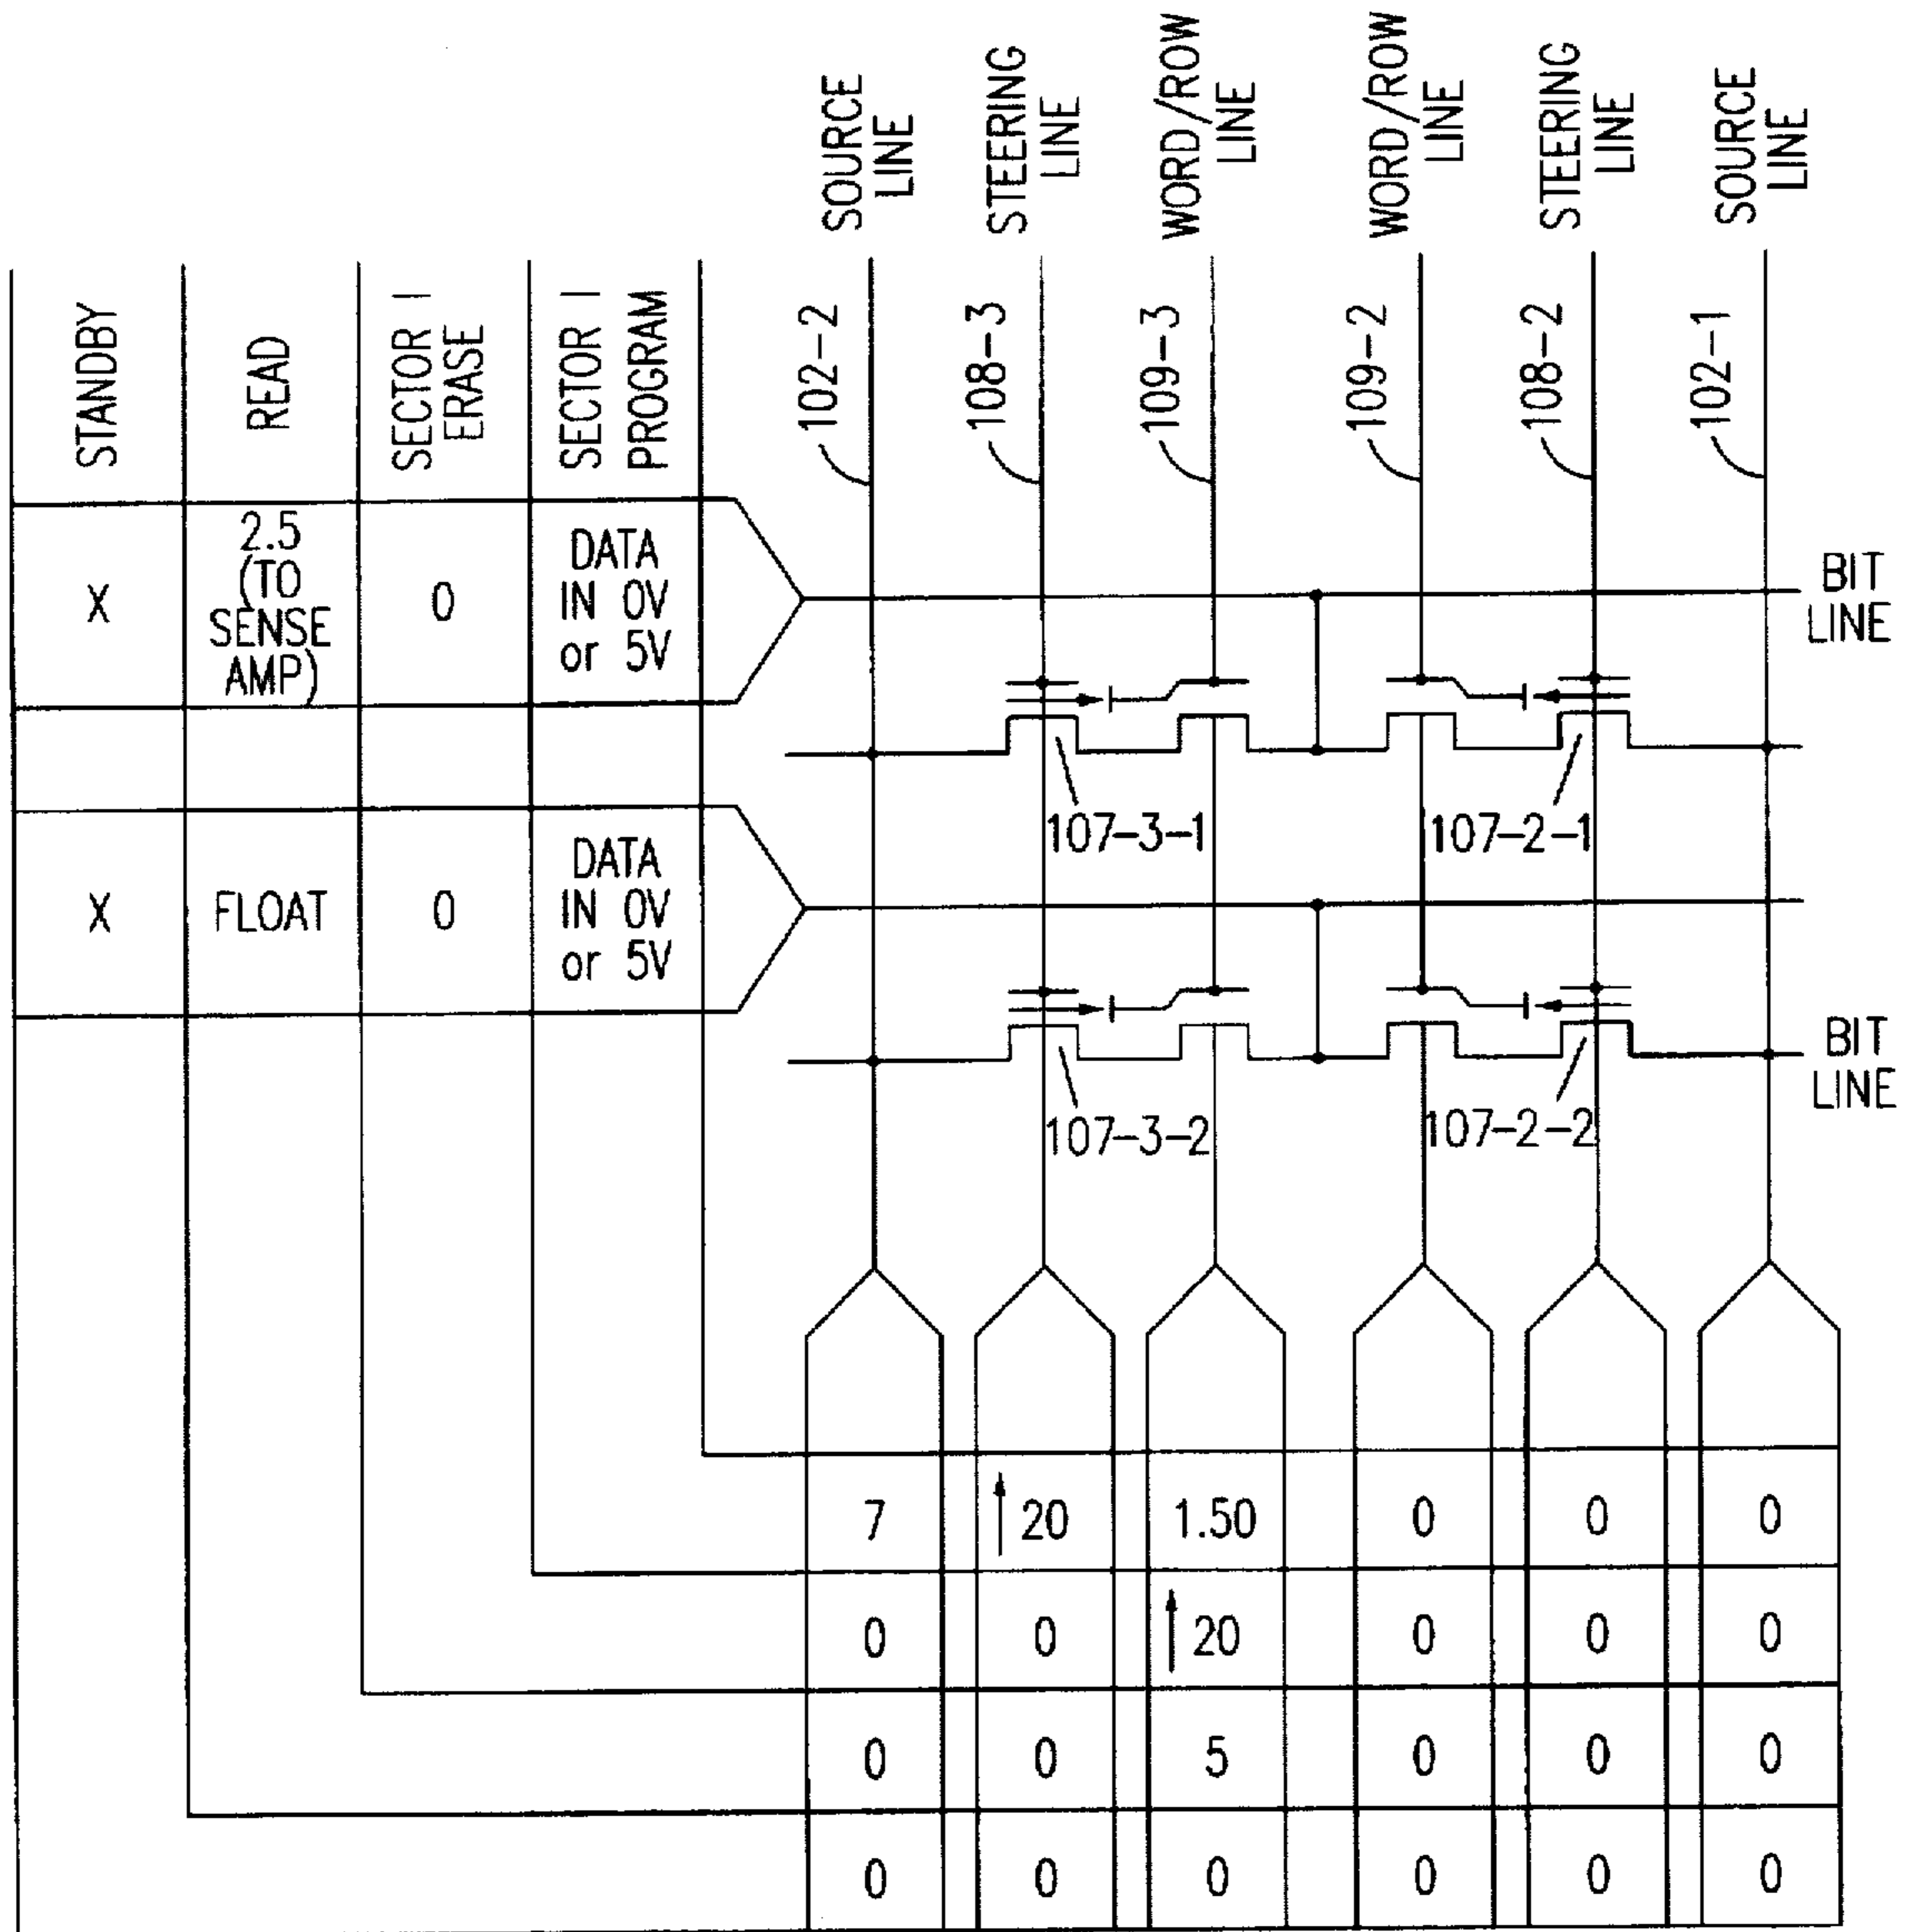 SOURCE
LINE
STEERING
LINE
WORD/ROW
LINE
WORD/ROW
LINE
STEERING
LINE
SOURCE
LINE
STANDBY
READ
SECTOR 1
ERASE
SECTOR 1
PROGRAM
102-2
108-3
109-3
109-2
108-2
102-1
X
2.5
(TO
SENSE
AMP)
0
DATA
IN 0V
or 5V
BIT
LINE
107-3-1
107-2-1
X
FLOAT
0
DATA
IN 0V
or 5V
BIT
LINE
107-3-2
107-2-2
7 ↑20 1.50 0 0 0
0 0 ↑20 0 0 0
0 0 5 0 0 0
0 0 0 0 0 0